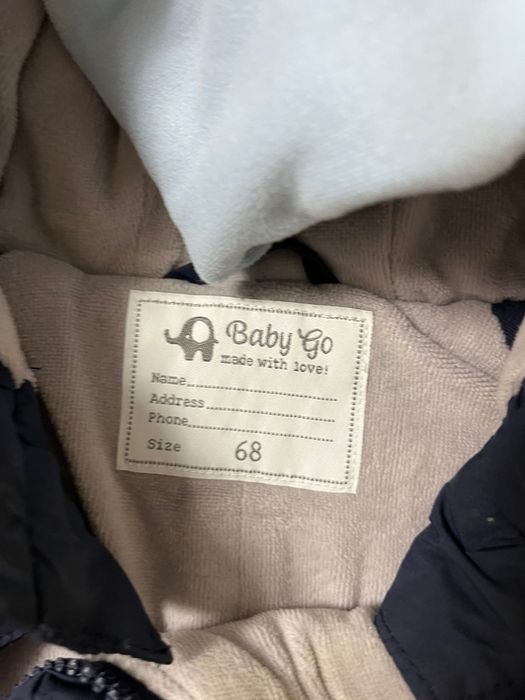 Baby Go
made with love!
Name
Address
Phone
Size 68